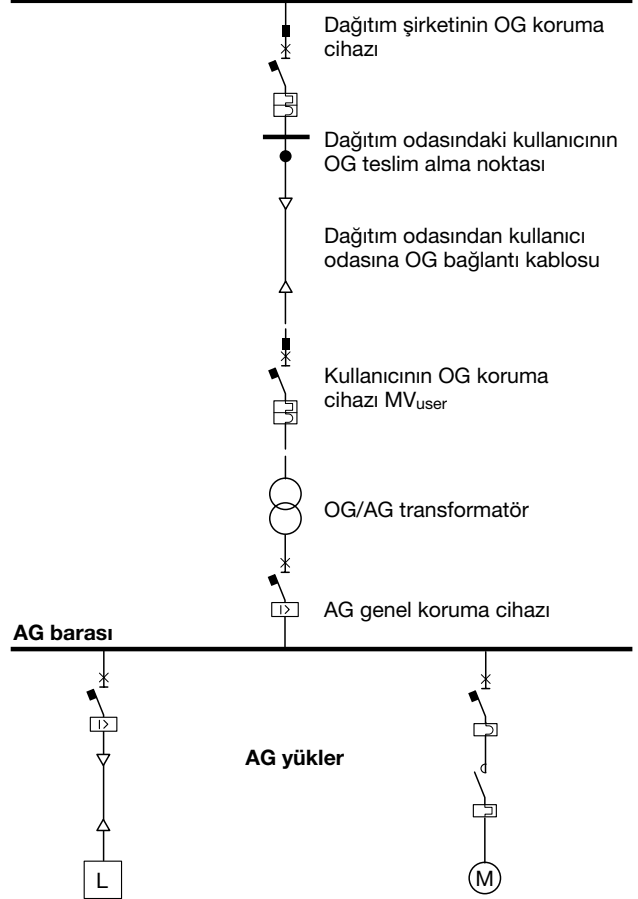 Dağıtım şirketinin OG koruma
cihazı
Dağıtım odasındaki kullanıcının
OG teslim alma noktası
Dağıtım odasından kullanıcı
odasına OG bağlantı kablosu
Kullanıcının OG koruma
cihazı MVuser
OG/AG transformatör
I>
AG genel koruma cihazı
AG barası
I>
AG yükler
L
M